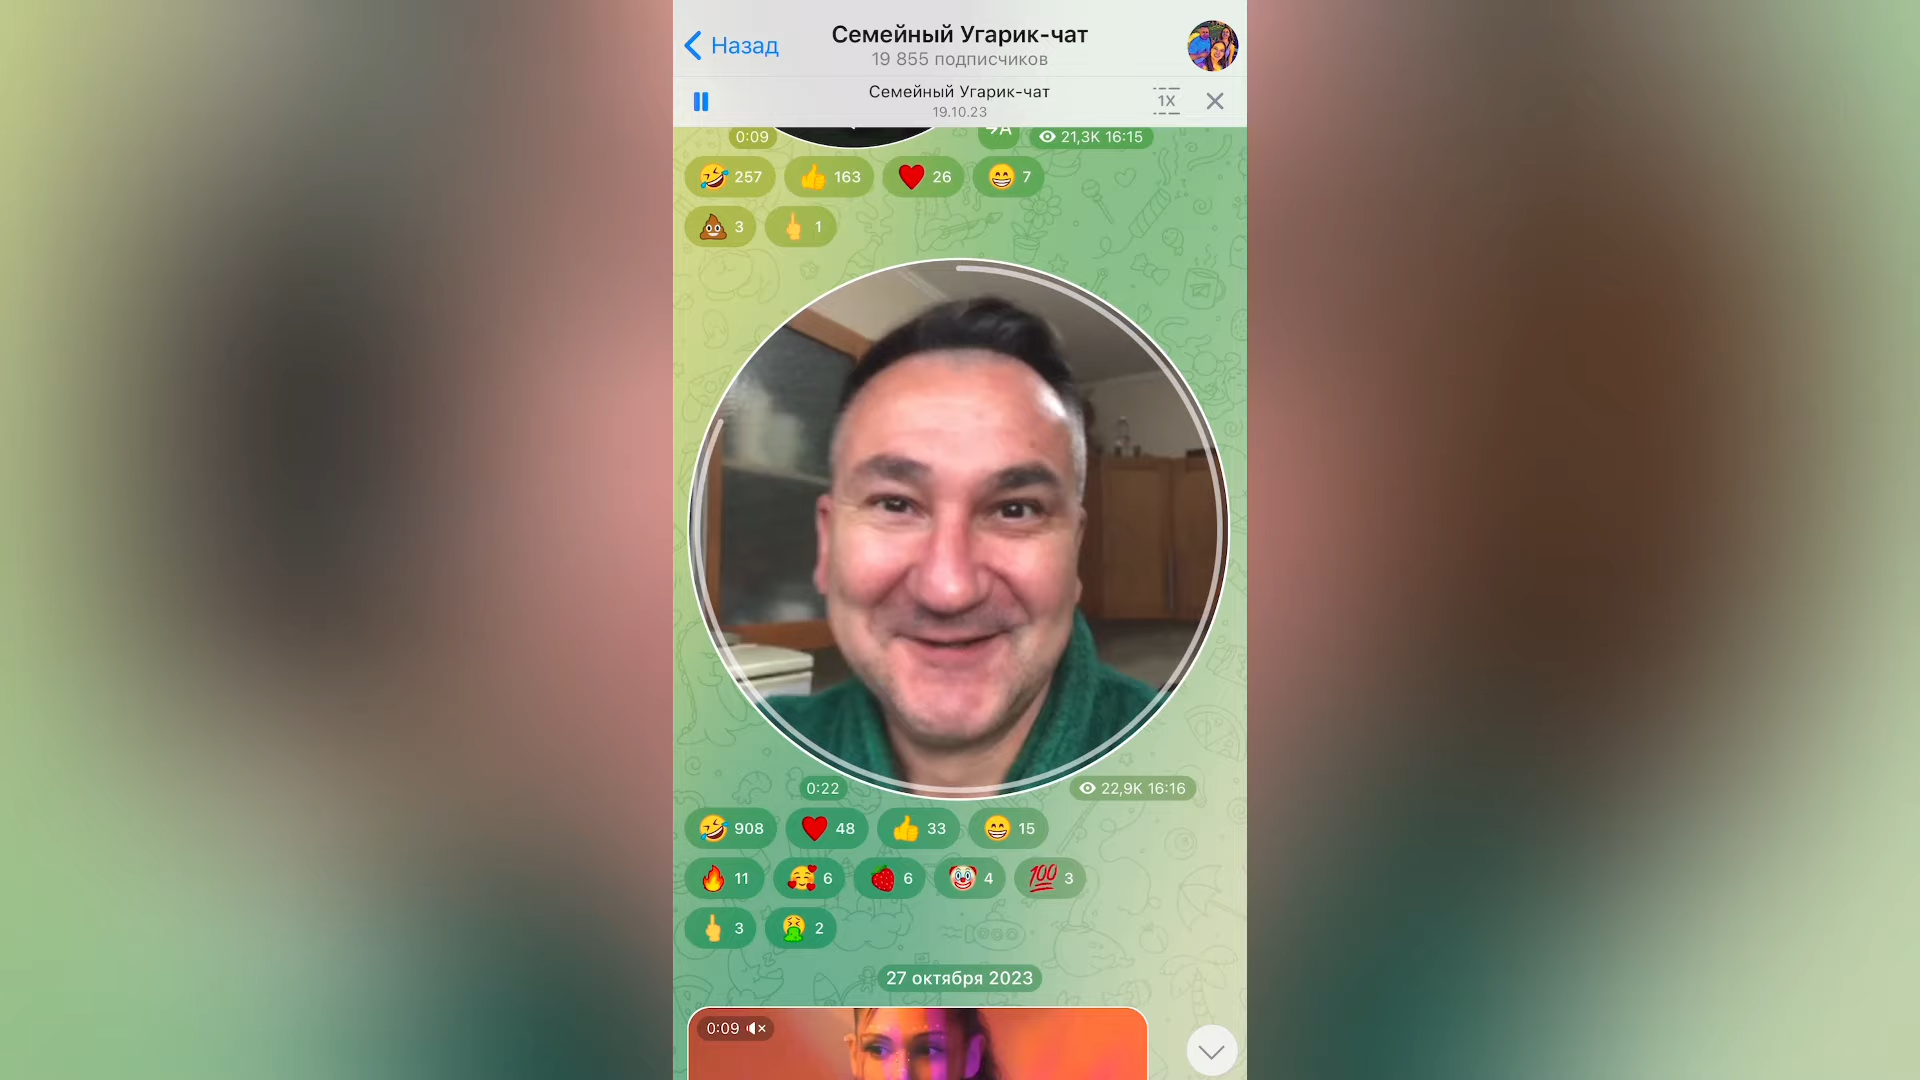 Назад
Семейный Угарик-чат
19 855 подписчиков
Семейный Угарик-чат
19.10.23
1X
0:09
→A
21,3K 16:15
257
163
26
7
3
1
0:22
22,9K 16:16
908
48
33
15
11
6
6
4
100 3
3
2
27 октября 2023
0:09